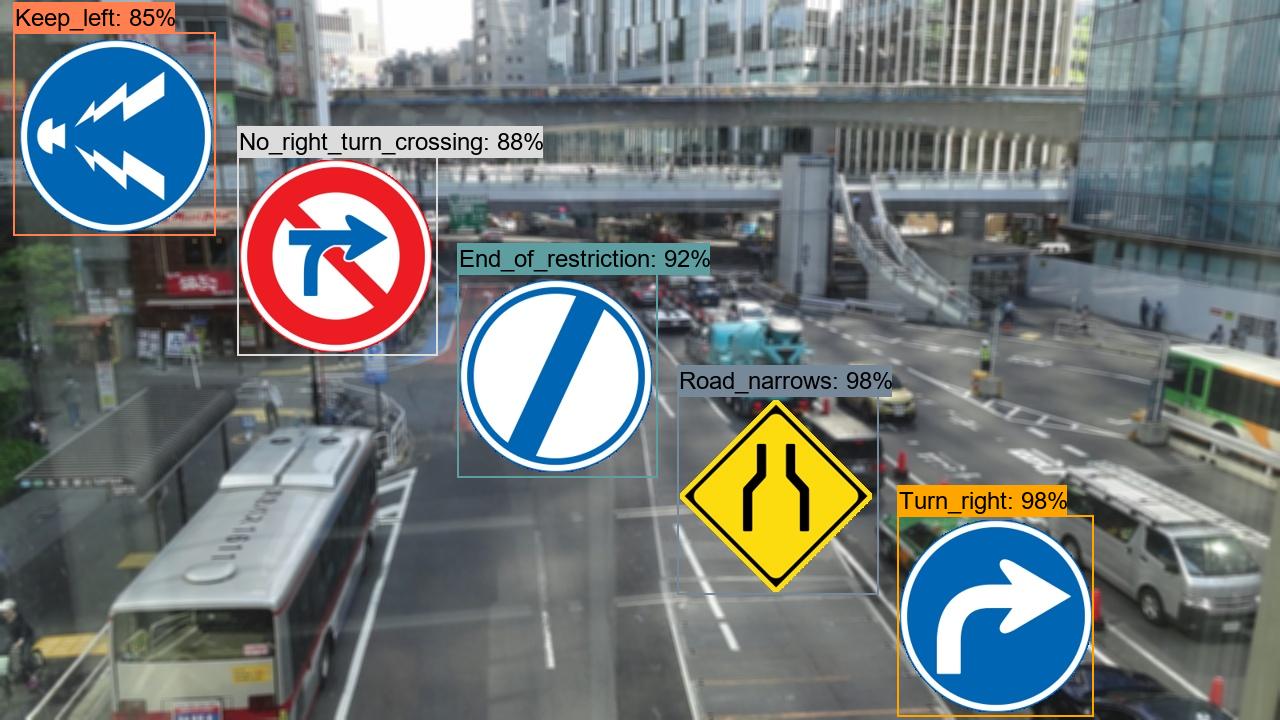 Keep_left: 85%
No_right_turn_crossing: 88%
End_of_restriction: 92%
Road_narrows: 98%
Turn_right: 98%